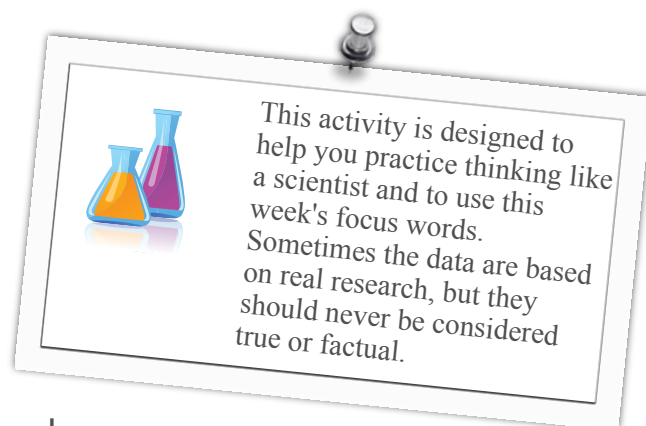 This activity is designed to
help you practice thinking like
a scientist and to use this
week's focus words.
Sometimes the data are based
on real research, but they
should never be considered
true or factual.